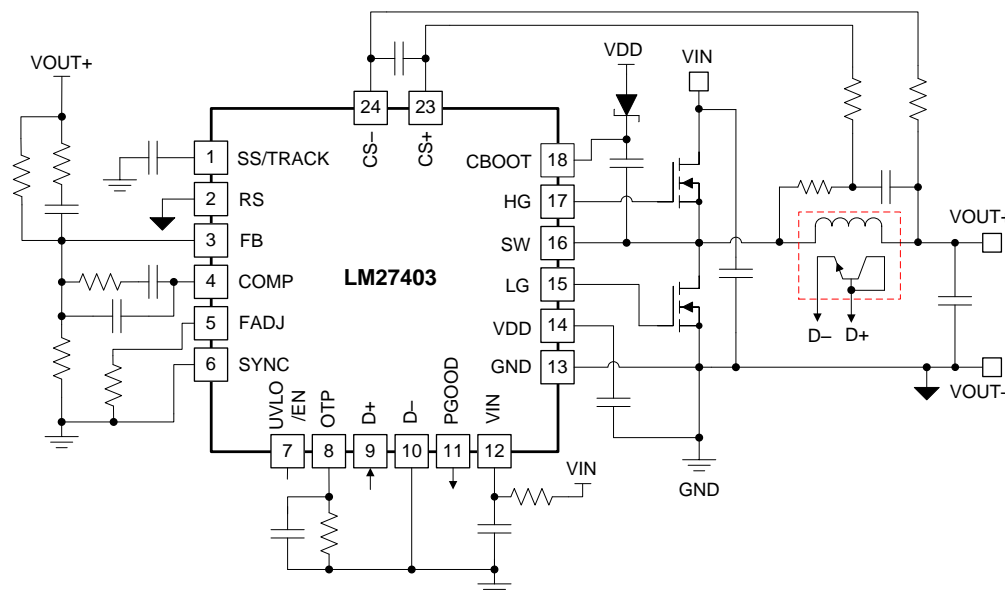 VOUT+
VDD
VIN
24
23
CS–
CS+
1
SS/TRACK
CBOOT
18
2
RS
HG
17
3
FB
SW
16
VOUT-
4
COMP
LM27403
LG
15
5
FADJ
VDD
14
D–
D+
6
SYNC
GND
13
VOUT-
UVLO
/EN
OTP
D+
D–
PGOOD
VIN
7
8
9
10
11
12
VIN
GND